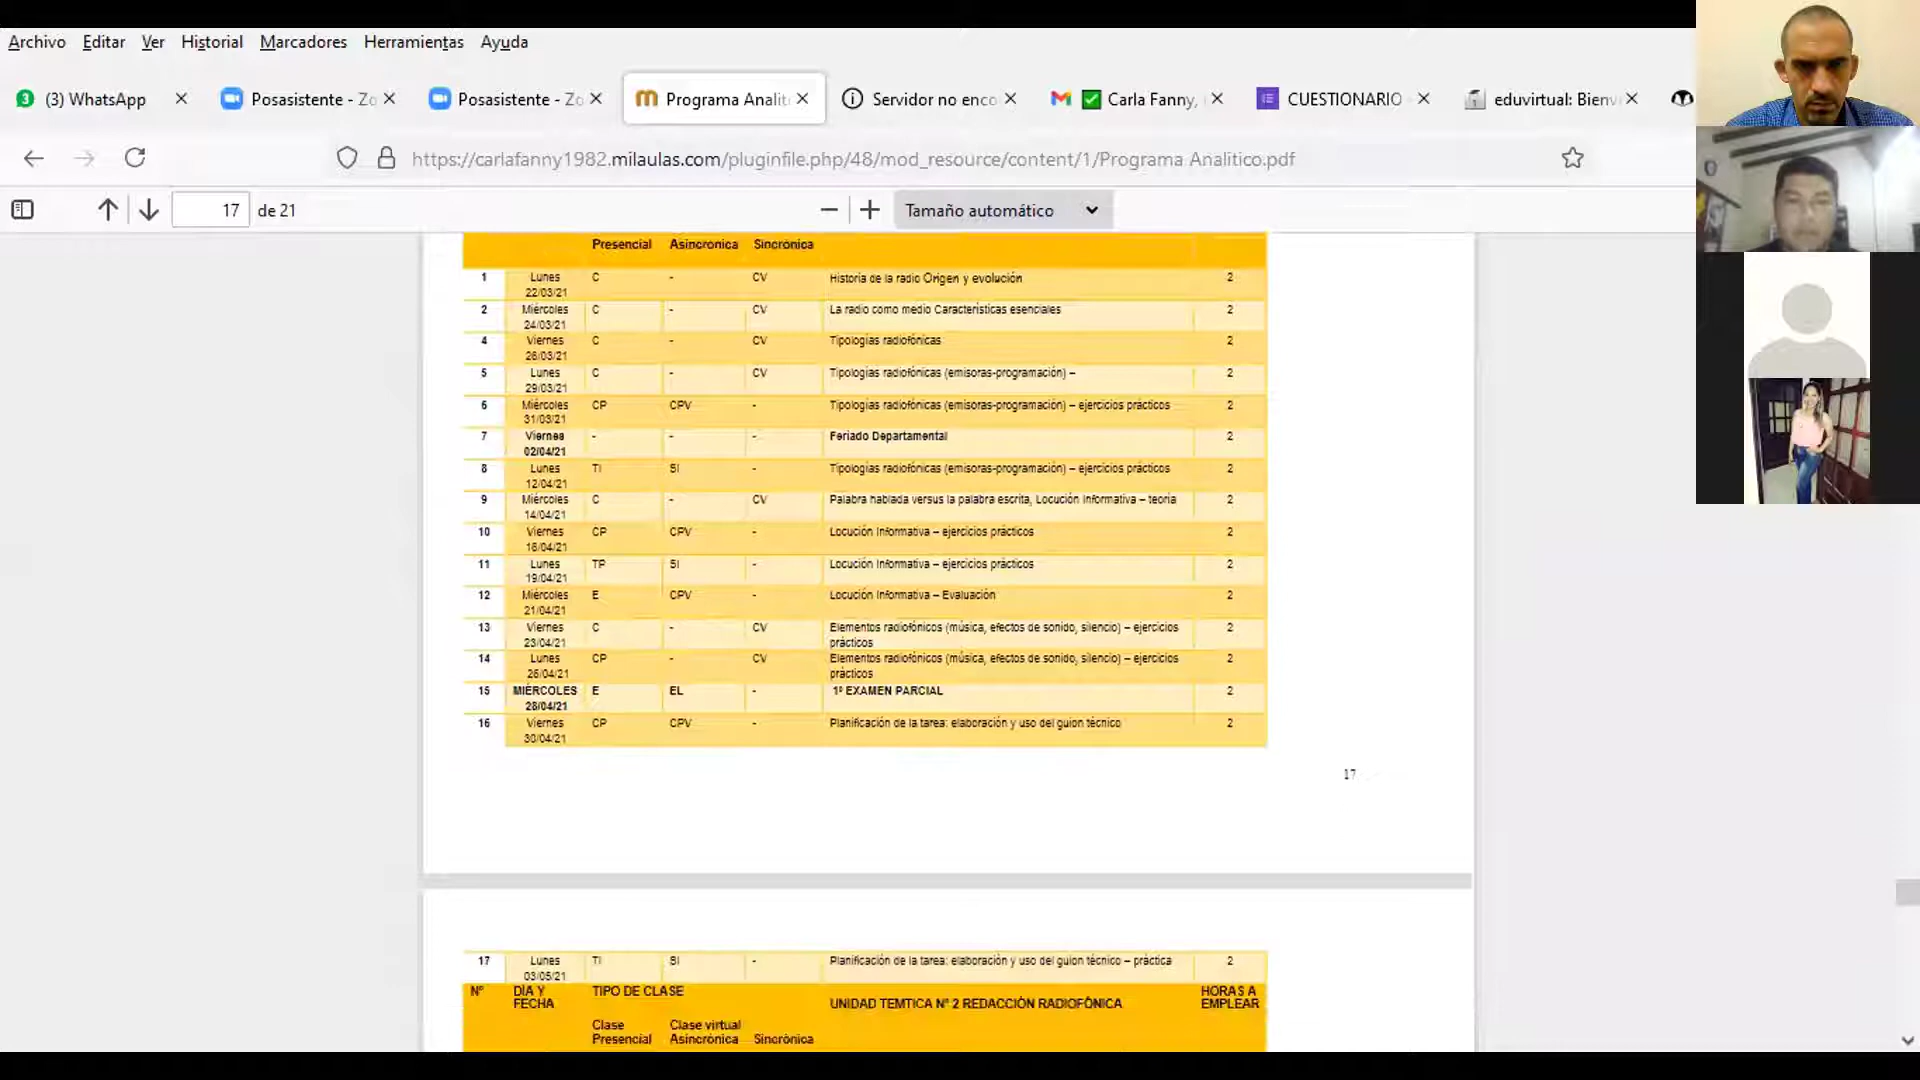 Archivo Editar Ver Historial Marcadores Herramientas Ayuda
3 (3) WhatsApp Posasistente - Zo Posasistente - Zo Programa Analit Servidor no enco Carla Fanny, CUESTIONARIO eduvirtual: Bienv
https://carlafanny1982.milaulas.com/pluginfile.php/48/mod_resource/content/1/Programa Analitico.pdf
17 de 21 Tamaño automático
Presencial Asincronica Sincrónica
1 Lunes 22/03/21 C - CV Historia de la radio Origen y evolución 2
2 Miércoles 24/03/21 C - CV La radio como medio Características esenciales 2
4 Viernes 26/03/21 C - CV Tipologías radiofónicas 2
5 Lunes 29/03/21 C - CV Tipologías radiofónicas (emisoras-programación) – 2
6 Miércoles 31/03/21 CP CPV - Tipologías radiofónicas (emisoras-programación) – ejercicios prácticos 2
7 Viernes 02/04/21 - - - Feriado Departamental 2
8 Lunes 12/04/21 TI SI - Tipologías radiofónicas (emisoras-programación) – ejercicios prácticos 2
9 Miércoles 14/04/21 C - CV Palabra hablada versus la palabra escrita, Locución Informativa – teoría 2
10 Viernes 16/04/21 CP CPV - Locución Informativa – ejercicios prácticos 2
11 Lunes 19/04/21 TP SI - Locución Informativa – ejercicios prácticos 2
12 Miércoles 21/04/21 E CPV - Locución Informativa – Evaluación 2
13 Viernes 23/04/21 C - CV Elementos radiofónicos (música, efectos de sonido, silencio) – ejercicios prácticos 2
14 Lunes 26/04/21 CP - CV Elementos radiofónicos (música, efectos de sonido, silencio) – ejercicios prácticos 2
15 MIÉRCOLES 28/04/21 E EL - 1º EXAMEN PARCIAL 2
16 Viernes 30/04/21 CP CPV - Planificación de la tarea: elaboración y uso del guion técnico 2
17
17 Lunes 03/05/21 TI SI - Planificación de la tarea: elaboración y uso del guion técnico – práctica 2
Nº DIA Y FECHA TIPO DE CLASE UNIDAD TEMTICA Nº 2 REDACCIÓN RADIOFÓNICA HORAS A EMPLEAR
Clase Presencial Clase virtual Asincrónica Sincrónica